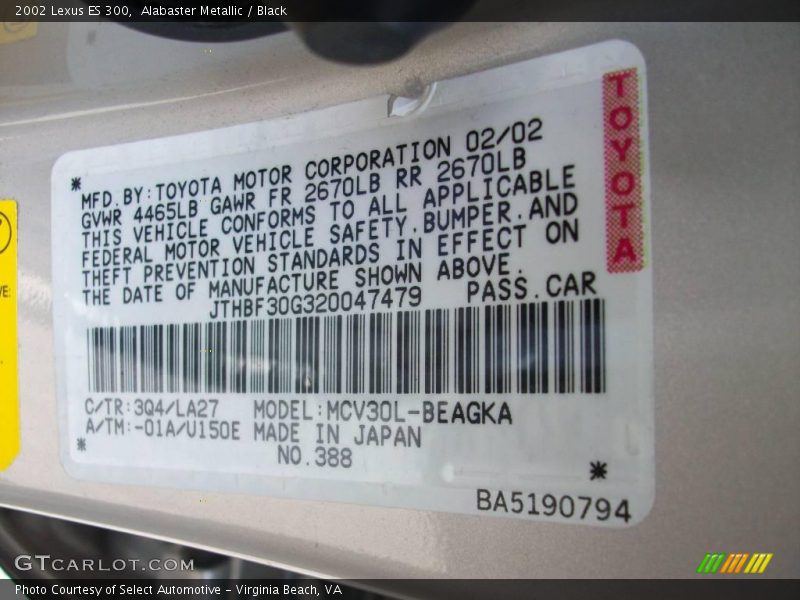 2002 Lexus ES 300, Alabaster Metallic / Black
MFD.BY:TOYOTA MOTOR CORPORATION 02/02
GVWR 4465LB GAWR FR 2670LB RR 2670LB
THIS VEHICLE CONFORMS TO ALL APPLICABLE
FEDERAL MOTOR VEHICLE SAFETY,BUMPER,AND
THEFT PREVENTION STANDARDS IN EFFECT ON
THE DATE OF MANUFACTURE SHOWN ABOVE.
JTHBF30G320047479 PASS.CAR
TOYOTA
C/TR:3Q4/LA27 MODEL:MCV30L-BEAGKA
A/TM:-01A/U150E MADE IN JAPAN
NO.388
BA5190794
GTCARLOT.COM
Photo Courtesy of Select Automotive - Virginia Beach, VA